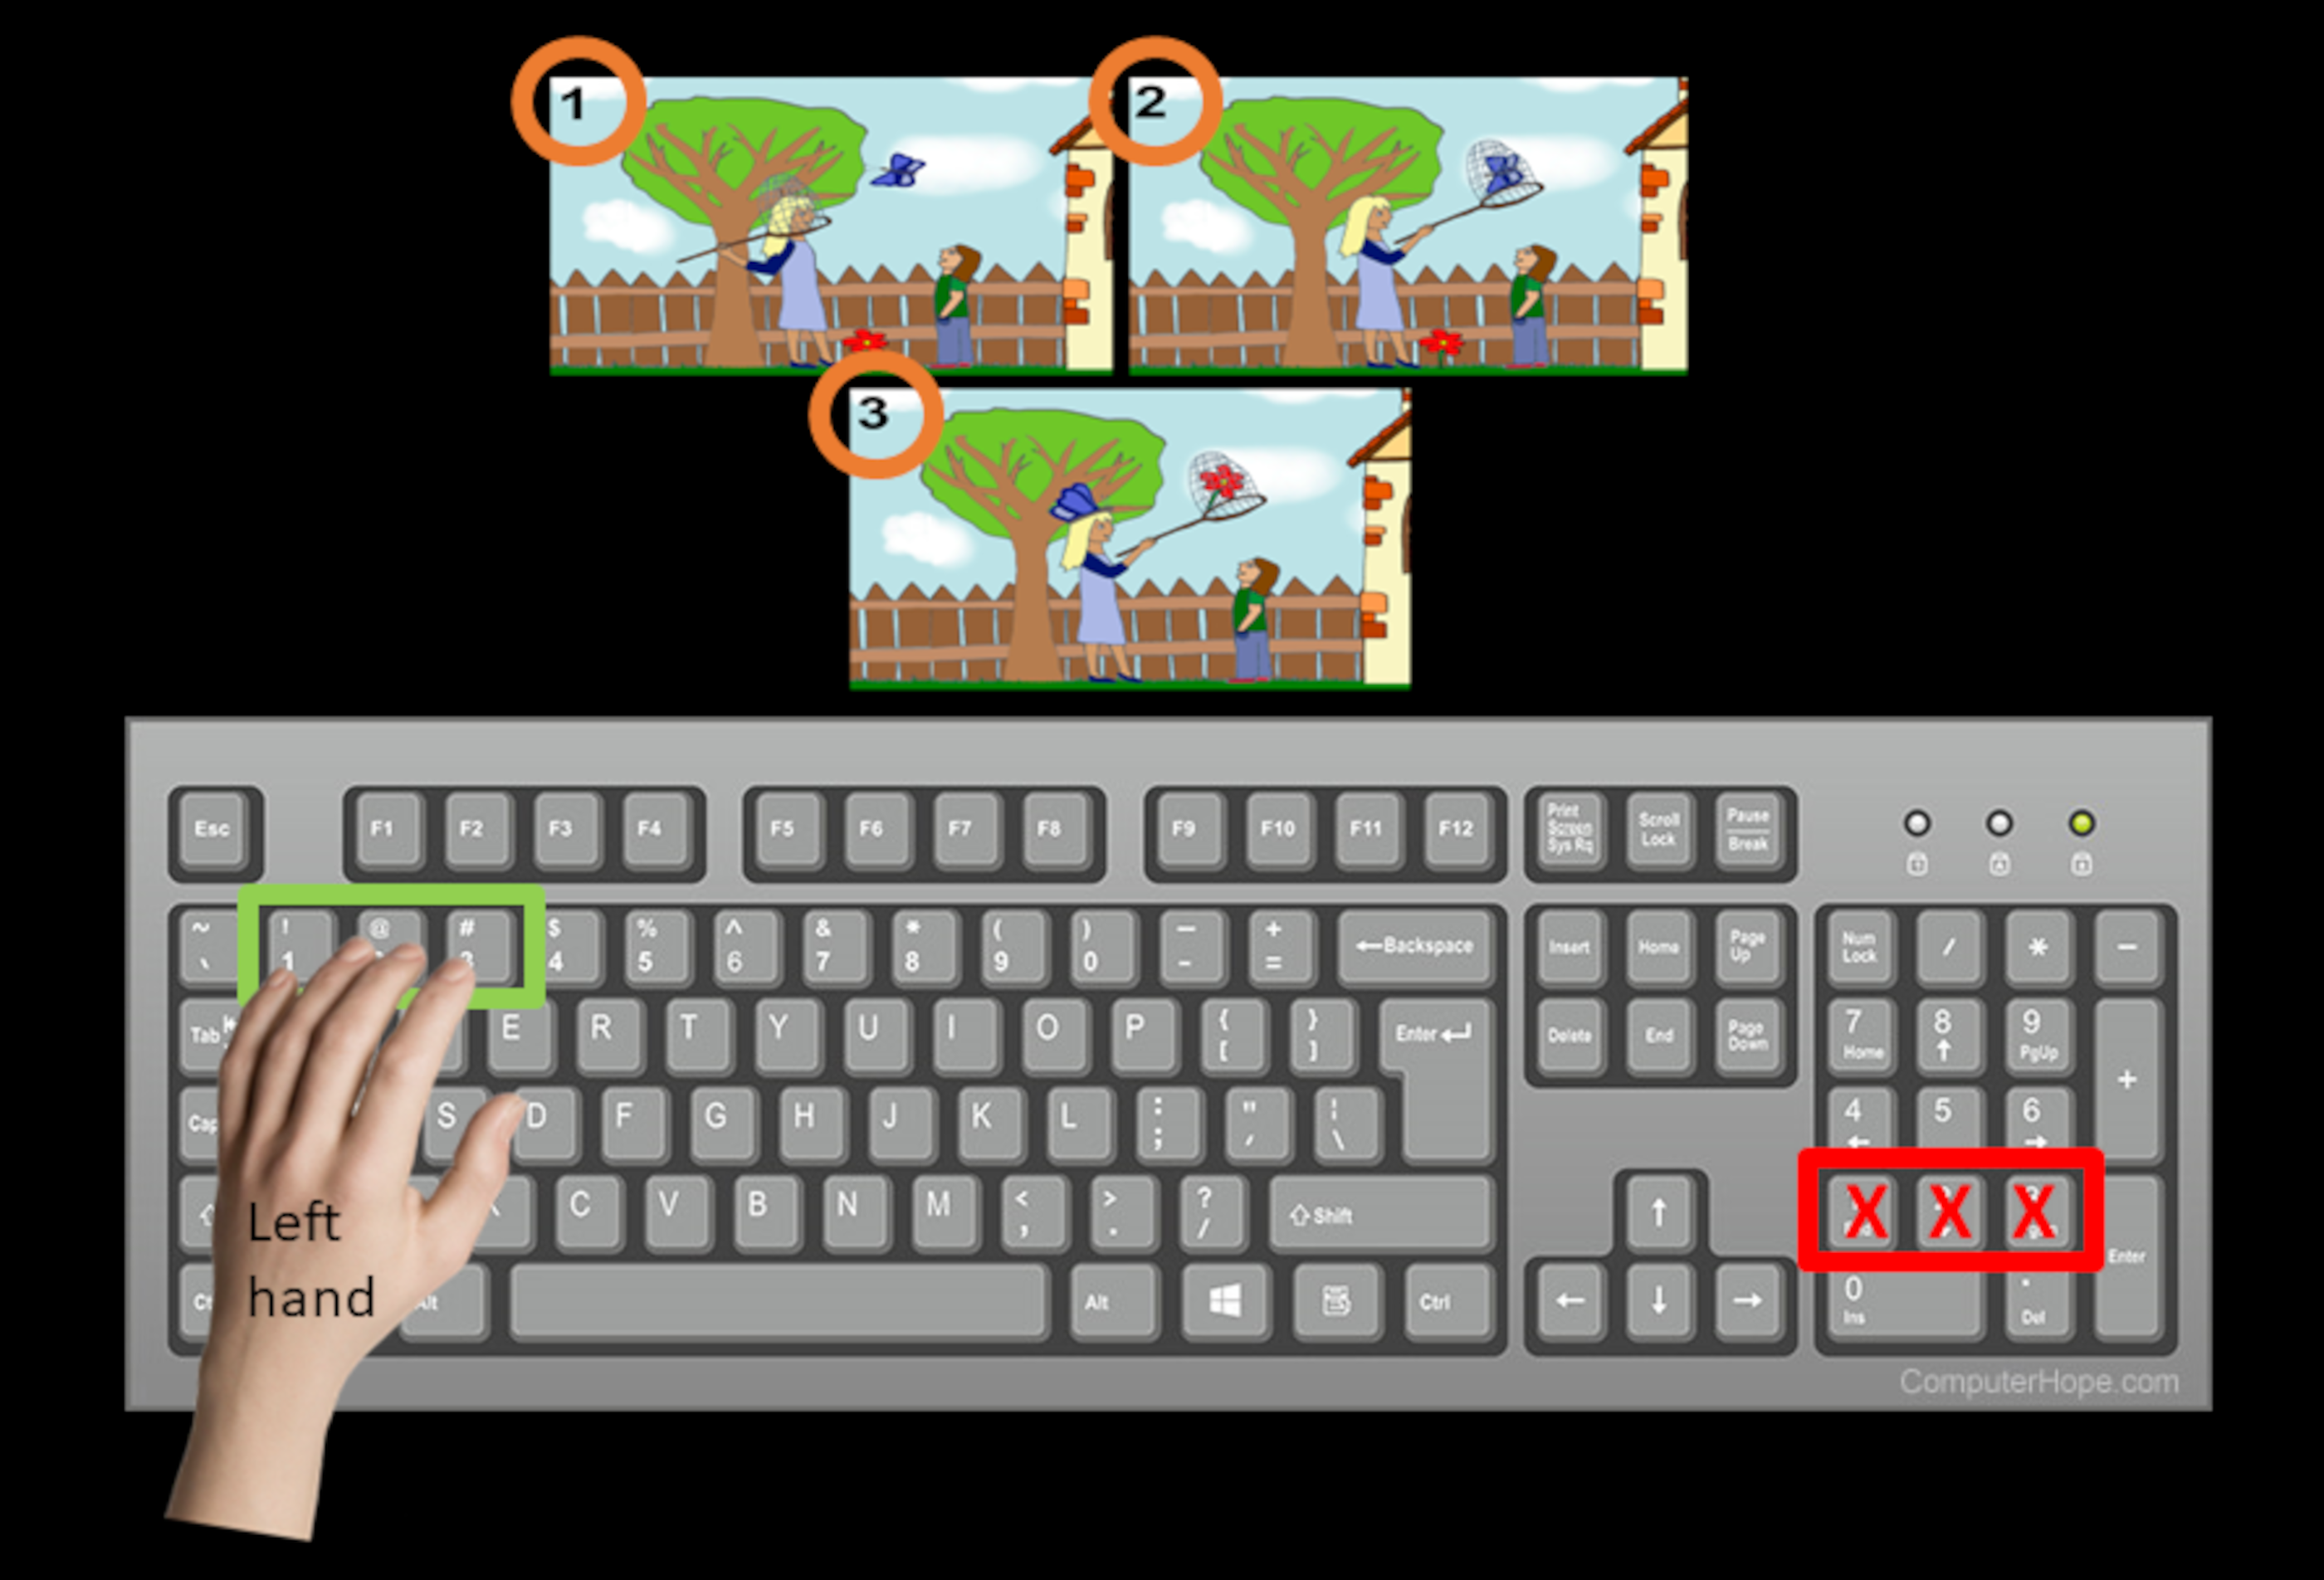 1
2
3
Esc F1 F2 F3 F4 F5 F6 F7 F8 F9 F10 F11 F12 Print Screen Sys Rq Scroll Lock Pause Break
~ ` ! 1 @ # 3 $ 4 % 5 ^ 6 & 7 * 8 ( 9 ) 0 — - + = ←Backspace Insert Home Page Up Num Lock / * −
Tab E R T Y U I O P { [ } ] Enter Delete End Page Down 7 Home 8 ↑ 9 PgUp +
S D F G H J K L : ; " ' ¦ \ 4 ← 5 6 →
C V B N M < , > . ? / ⇧Shift ↑ X X X Enter
Alt Alt Ctrl ← ↓ → 0 Ins . Del
Left
hand
ComputerHope.com